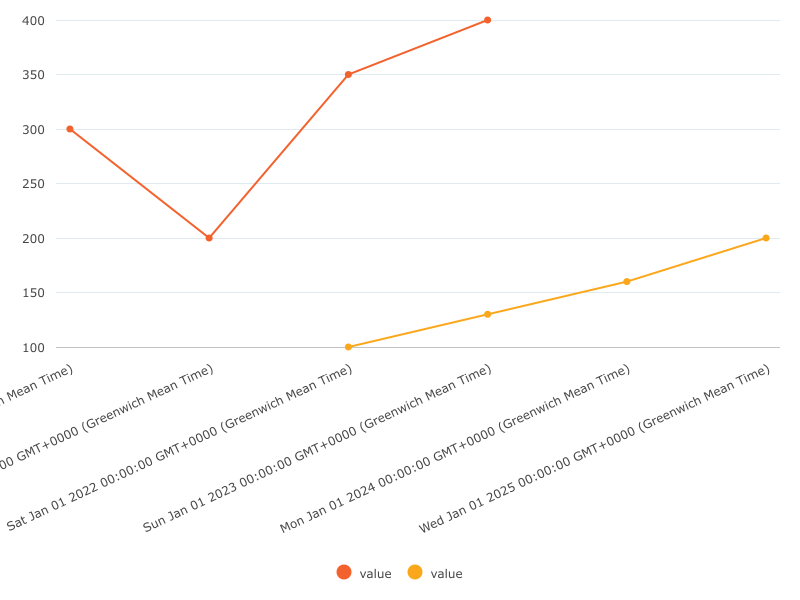 400
350
300
250
200
150
100
Mean Time)
00 GMT+0000 (Greenwich Mean Time)
Sat Jan 01 2022 00:00:00 GMT+0000 (Greenwich Mean Time)
Sun Jan 01 2023 00:00:00 GMT+0000 (Greenwich Mean Time)
Mon Jan 01 2024 00:00:00 GMT+0000 (Greenwich Mean Time)
Wed Jan 01 2025 00:00:00 GMT+0000 (Greenwich Mean Time)
value value